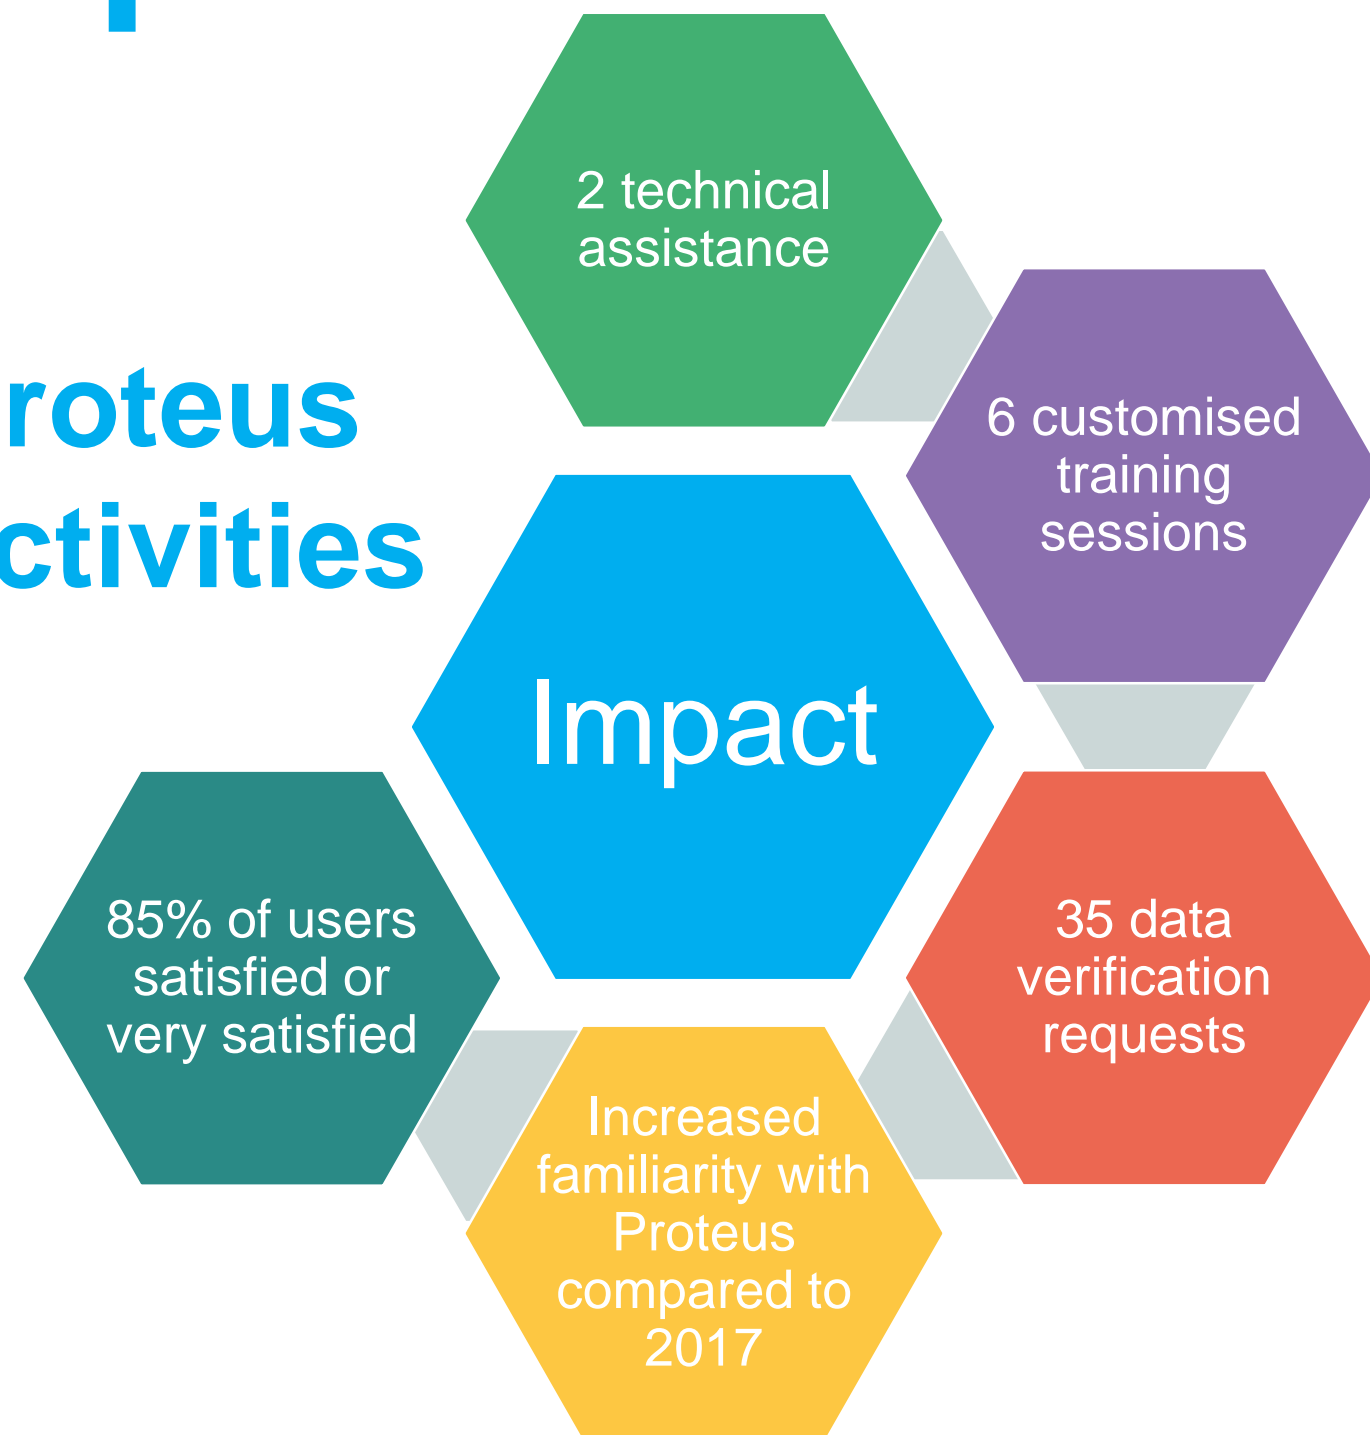 2 technical
assistance
6 customised
training
sessions
roteus
ctivities
Impact
85% of users
satisfied or
very satisfied
35 data
verification
requests
Increased
familiarity with
Proteus
compared to
2017